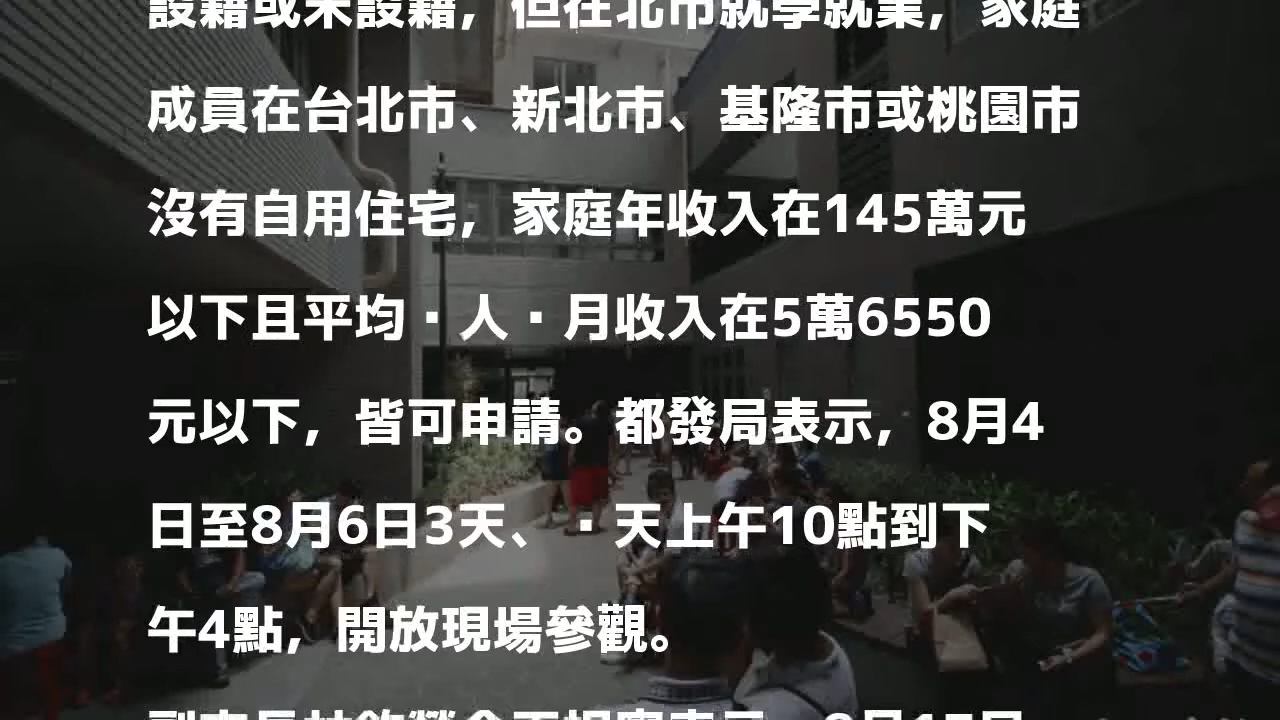 設籍或未設籍，但在北市就學就業，家庭
成員在台北市、新北市、基隆市或桃園市
沒有自用住宅，家庭年收入在145萬元
以下且平均▪人▪月收入在5萬6550
元以下，皆可申請。都發局表示，8月4
日至8月6日3天、▪天上午10點到下
午4點，開放現場參觀。